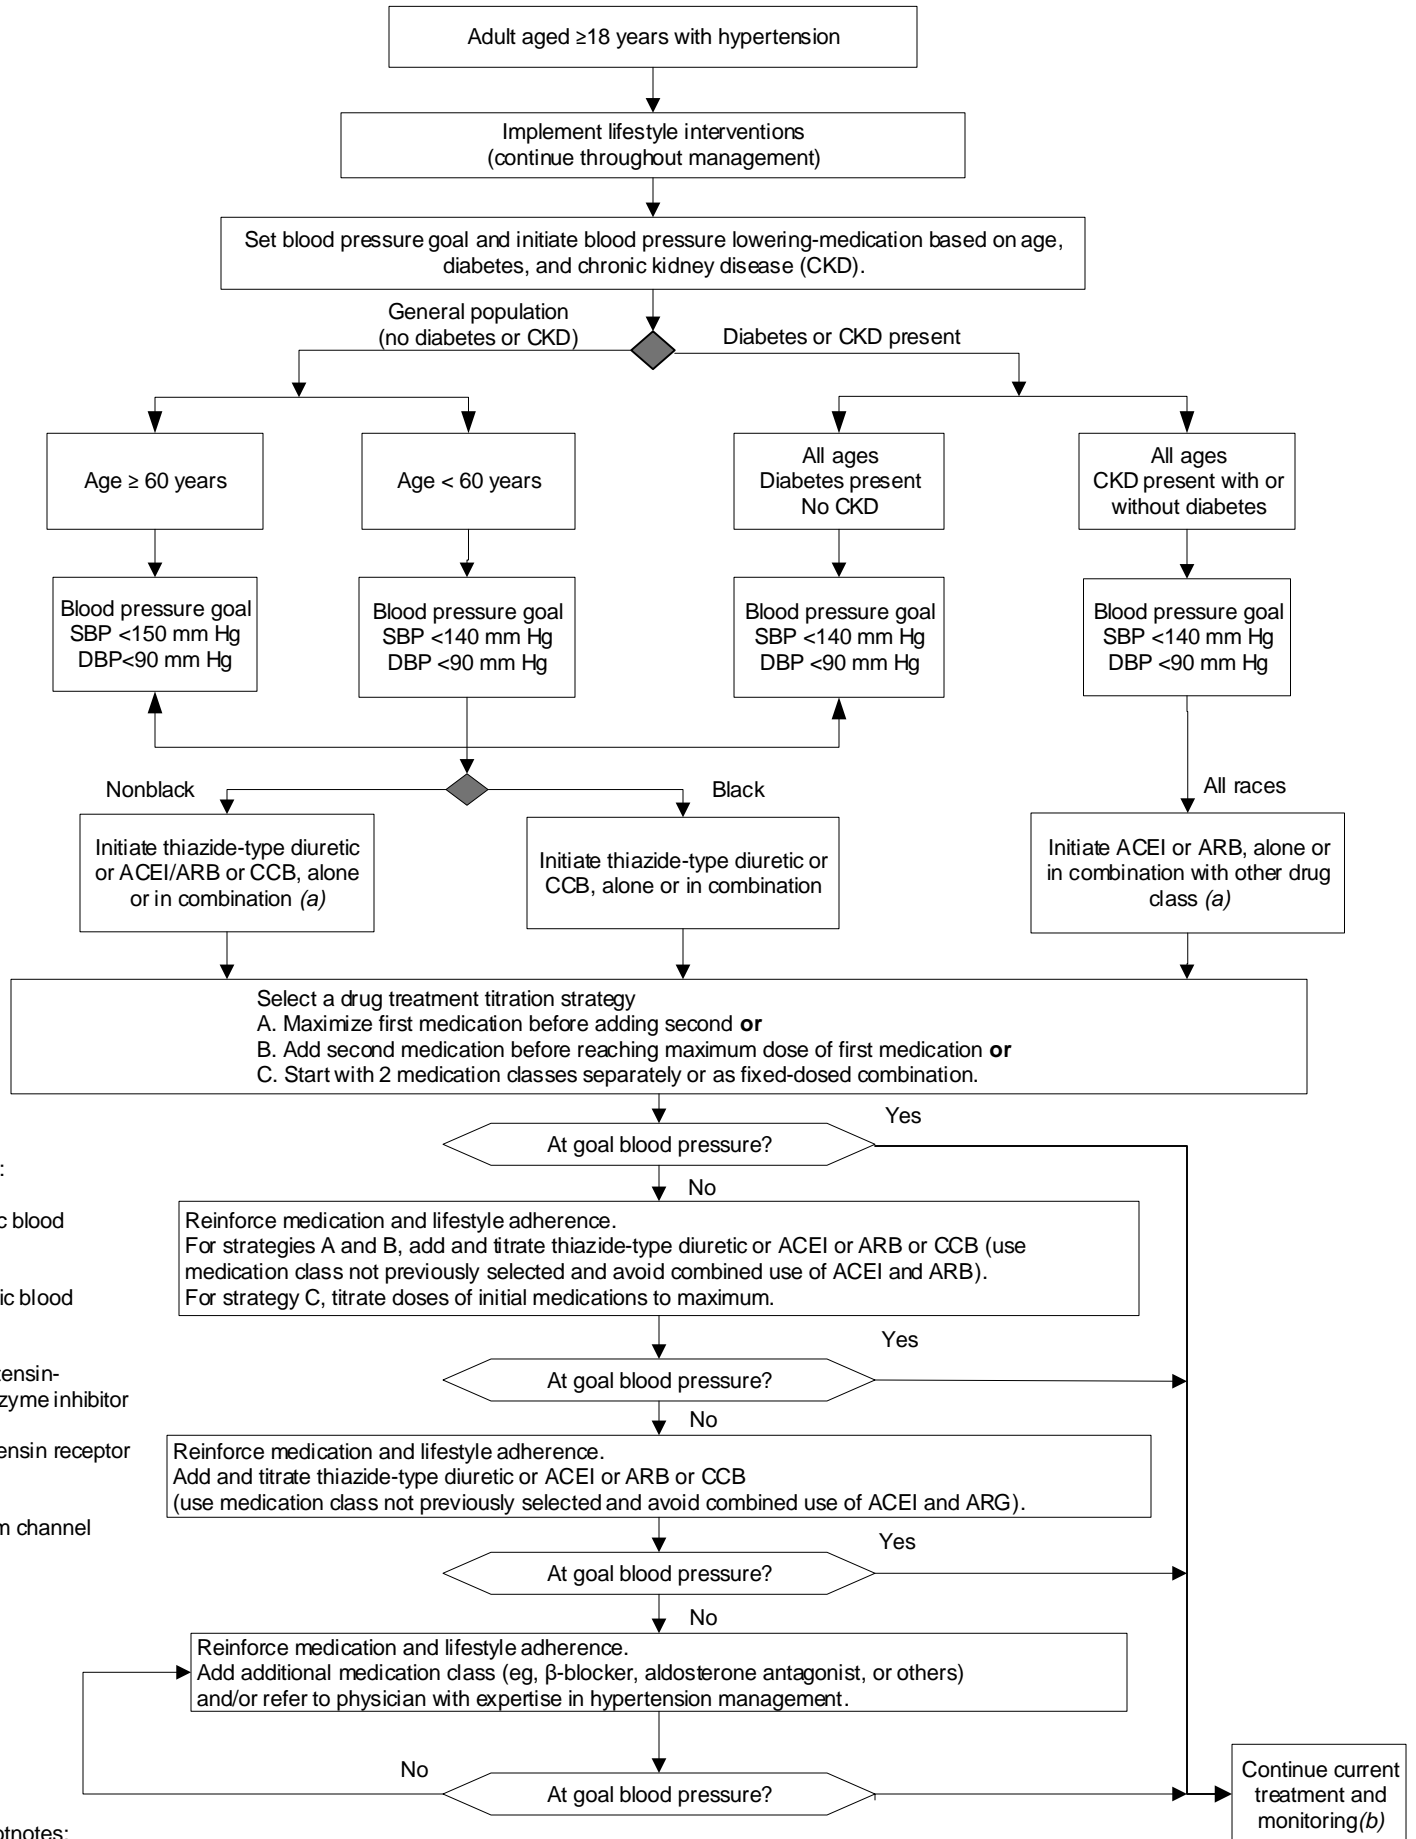 Adult aged ≥18 years with hypertension
Implement lifestyle interventions
(continue throughout management)
Set blood pressure goal and initiate blood pressure lowering-medication based on age,
diabetes, and chronic kidney disease (CKD).
General population
(no diabetes or CKD)
Diabetes or CKD present
Age ≥ 60 years
Age < 60 years
All ages
Diabetes present
No CKD
All ages
CKD present with or
without diabetes
Blood pressure goal
SBP <150 mm Hg
DBP<90 mm Hg
Blood pressure goal
SBP <140 mm Hg
DBP <90 mm Hg
Blood pressure goal
SBP <140 mm Hg
DBP <90 mm Hg
Blood pressure goal
SBP <140 mm Hg
DBP <90 mm Hg
Nonblack
Black
All races
Initiate thiazide-type diuretic
or ACEI/ARB or CCB, alone
or in combination (a)
Initiate thiazide-type diuretic or
CCB, alone or in combination
Initiate ACEI or ARB, alone or
in combination with other drug
class (a)
Select a drug treatment titration strategy
A. Maximize first medication before adding second or
B. Add second medication before reaching maximum dose of first medication or
C. Start with 2 medication classes separately or as fixed-dosed combination.
At goal blood pressure?
Yes
No
:
c blood
ic blood
tensin-
zyme inhibitor
ensin receptor
m channel
Reinforce medication and lifestyle adherence.
For strategies A and B, add and titrate thiazide-type diuretic or ACEI or ARB or CCB (use
medication class not previously selected and avoid combined use of ACEI and ARB).
For strategy C, titrate doses of initial medications to maximum.
At goal blood pressure?
Yes
No
Reinforce medication and lifestyle adherence.
Add and titrate thiazide-type diuretic or ACEI or ARB or CCB
(use medication class not previously selected and avoid combined use of ACEI and ARG).
At goal blood pressure?
Yes
No
Reinforce medication and lifestyle adherence.
Add additional medication class (eg, β-blocker, aldosterone antagonist, or others)
and/or refer to physician with expertise in hypertension management.
No
At goal blood pressure?
Continue current
treatment and
monitoring(b)
otnotes: